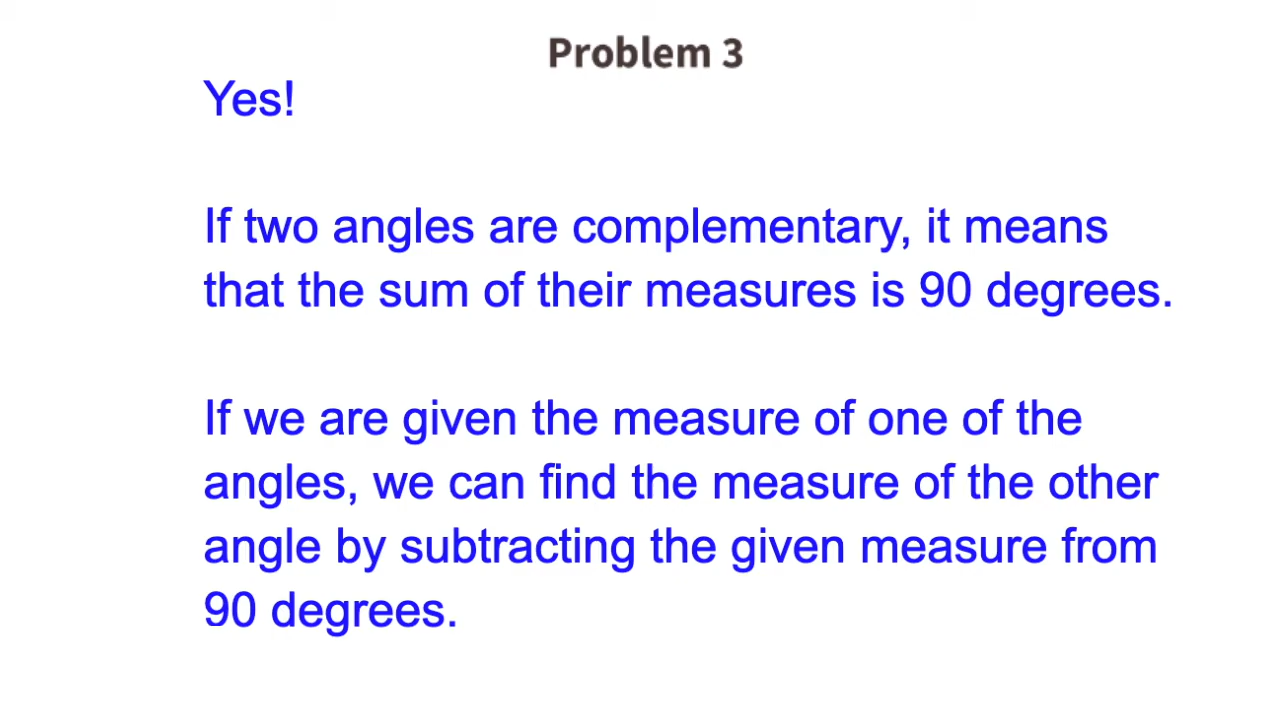 Problem 3
Yes!
If two angles are complementary, it means
that the sum of their measures is 90 degrees.
If we are given the measure of one of the
angles, we can find the measure of the other
angle by subtracting the given measure from
90 degrees.